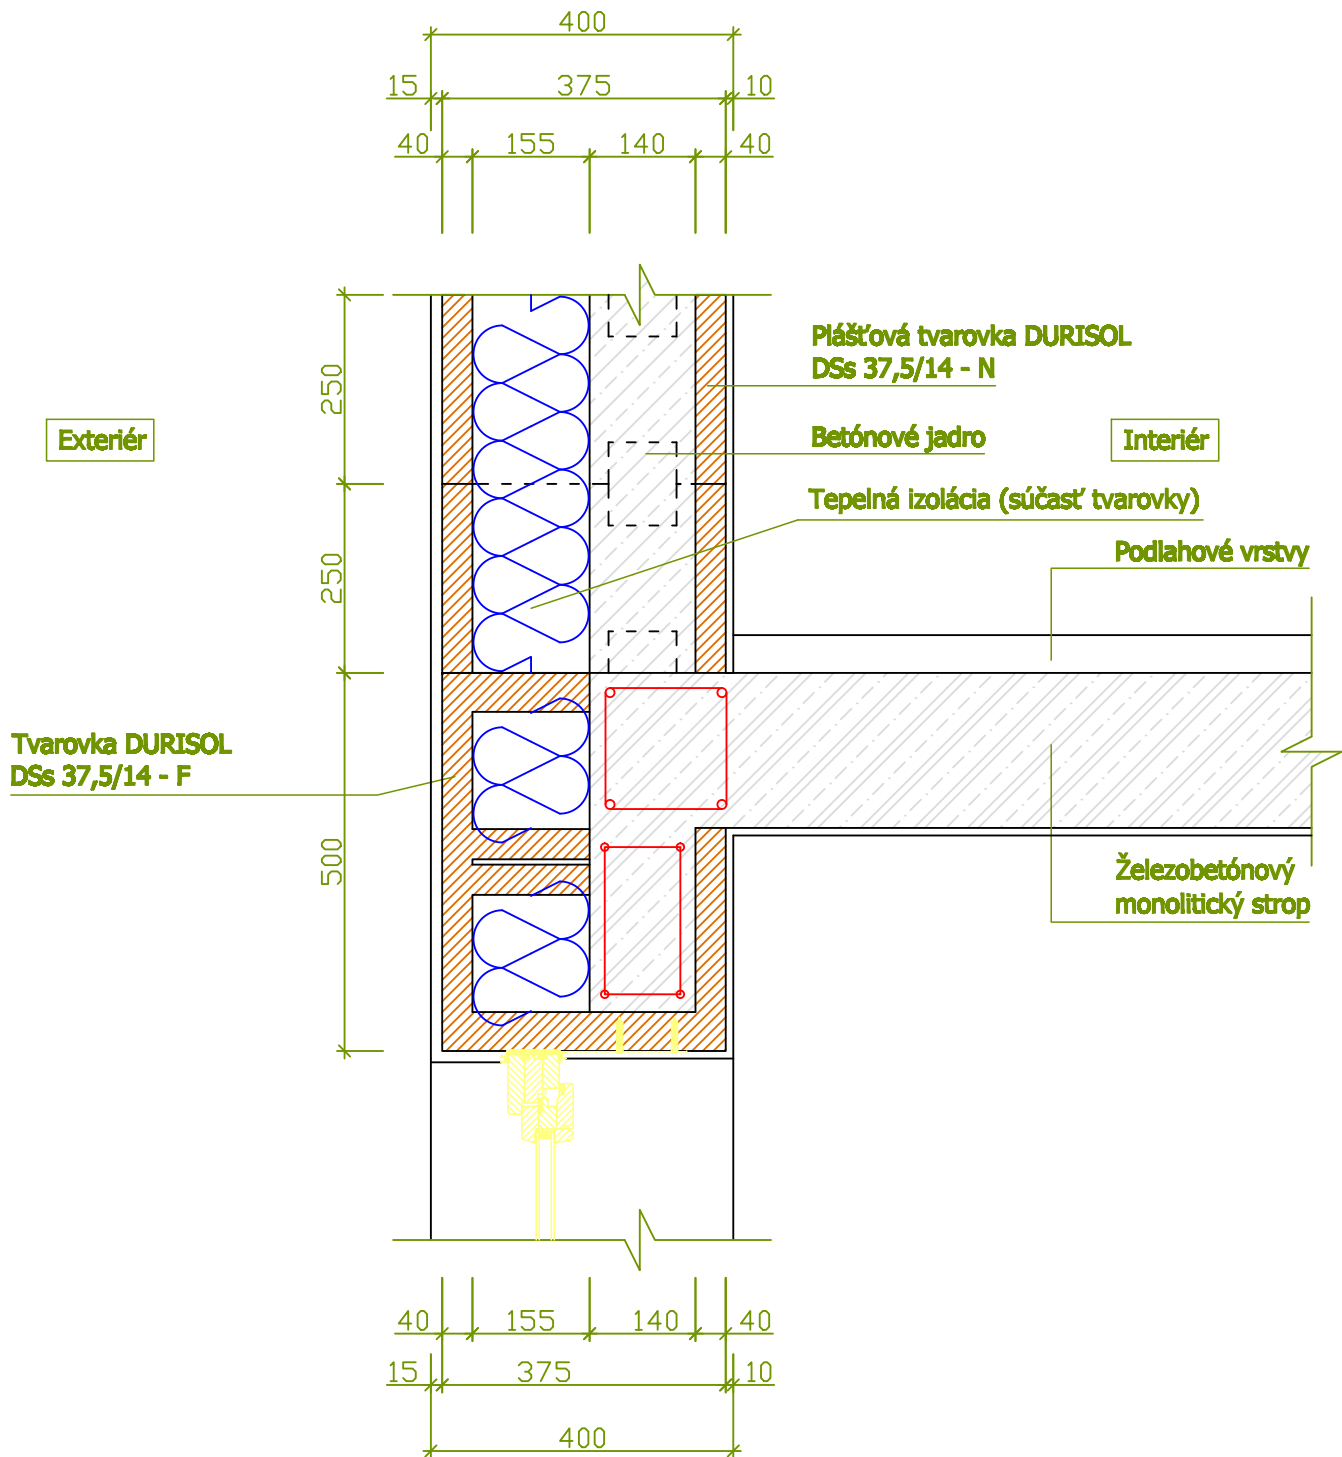 400
15 375 10
40 155 140 40
Plášťová tvarovka DURISOL
DSs 37,5/14 - N
250
Exteriér
Betónové jadro
Interiér
Tepelná izolácia (súčasť tvarovky)
Podlahové vrstvy
250
Tvarovka DURISOL
DSs 37,5/14 - F
500
Železobetónový
monolitický strop
40 155 140 40
15 375 10
400